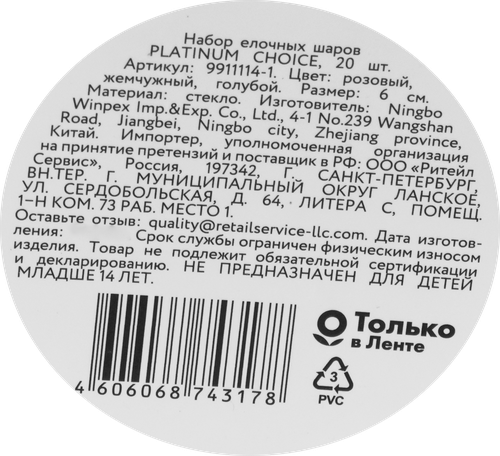 Набор елочных шаров
PLATINUM CHOICE, 20 шт.
Артикул: 9911114-1. Цвет: розовый,
жемчужный, голубой. Размер: 6 см.
Материал: стекло. Изготовитель: Ningbo
Winpex Imp.&Exp. Co., Ltd., 4-1 No.239 Wangshan
Road, Jiangbei, Ningbo city, Zhejiang province,
Китай. Импортер, уполномоченная организация
на принятие претензий и поставщик в РФ: ООО «Ритейл
Сервис», Россия, 197342, Г. САНКТ-ПЕТЕРБУРГ,
ВН.ТЕР. Г. МУНИЦИПАЛЬНЫЙ ОКРУГ ЛАНСКОЕ,
УЛ. СЕРДОБОЛЬСКАЯ, Д. 64, ЛИТЕРА С, ПОМЕЩ.
1-Н КОМ. 73 РАБ. МЕСТО 1.
Оставьте отзыв: quality@retailservice-llc.com. Дата изготов-
ления: Срок службы ограничен физическим износом
изделия. Товар не подлежит обязательной сертификации
и декларированию. НЕ ПРЕДНАЗНАЧЕН ДЛЯ ДЕТЕЙ
МЛАДШЕ 14 ЛЕТ.
Только
в Ленте
3
PVC
4 606068 743178